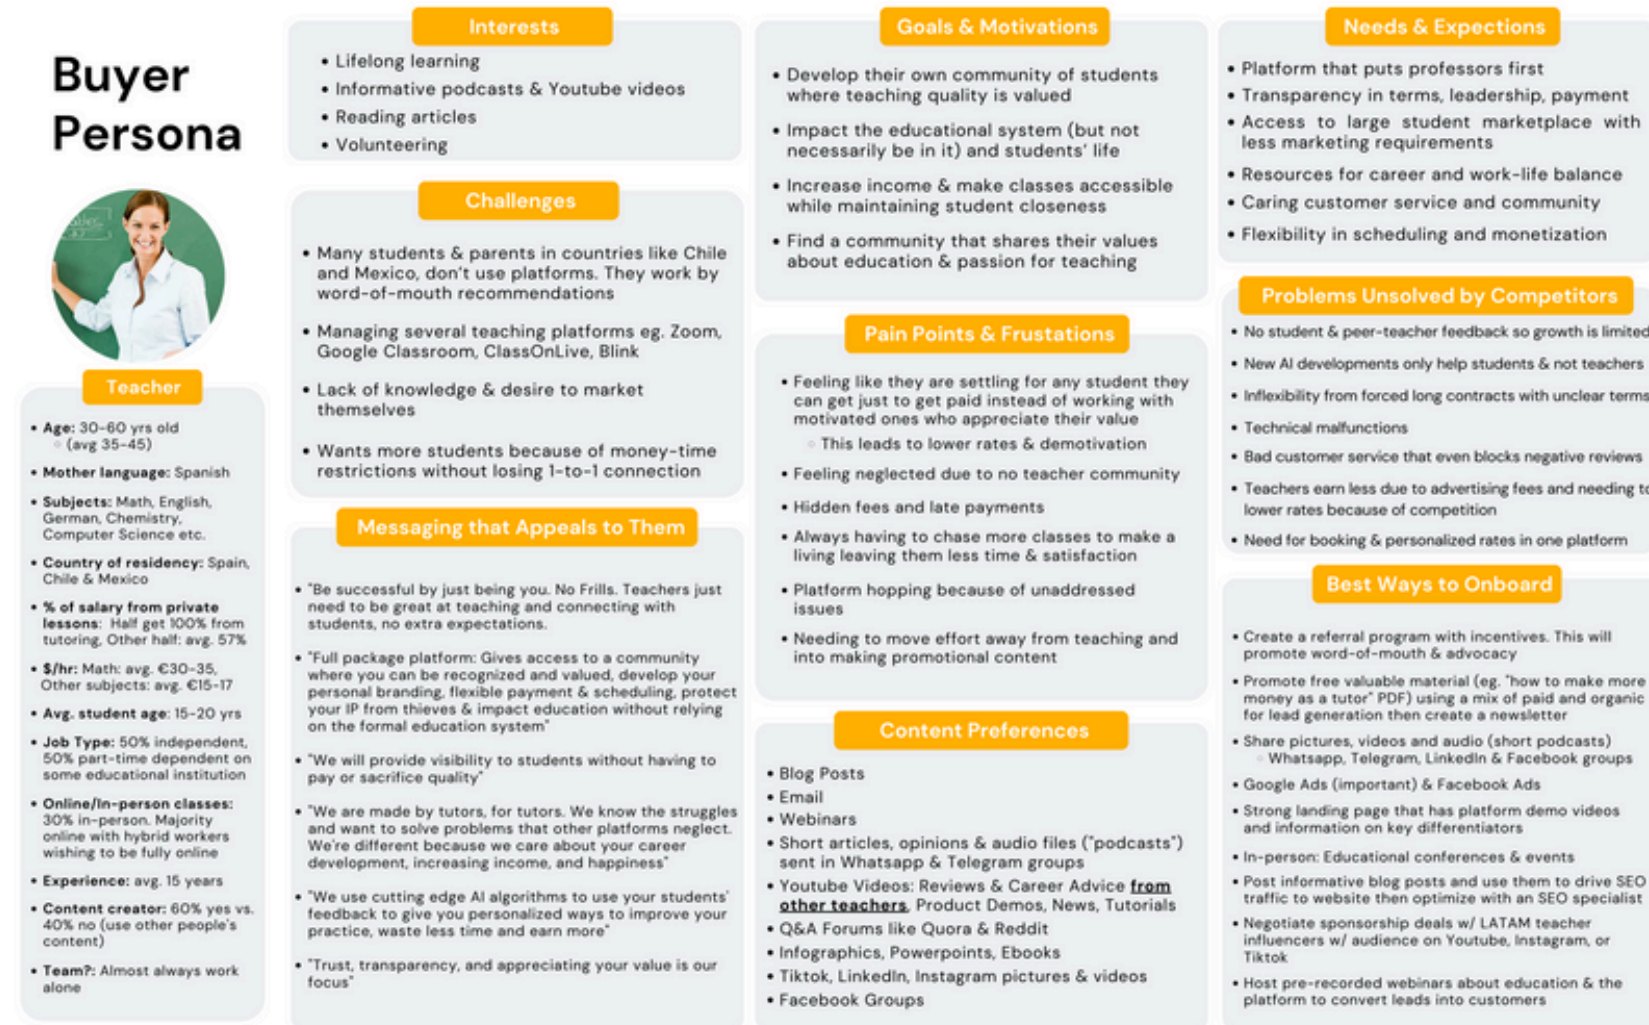 Buyer
Persona
Teacher
• Age: 30-60 yrs old
◦ (avg 35-45)
• Mother language: Spanish
• Subjects: Math, English,
German, Chemistry,
Computer Science etc.
• Country of residency: Spain,
Chile & Mexico
• % of salary from private
lessons: Half get 100% from
tutoring, Other half: avg. 57%
• $/hr: Math: avg. €30-35,
Other subjects: avg. €15-17
• Avg. student age: 15-20 yrs
• Job Type: 50% independent,
50% part-time dependent on
some educational institution
• Online/In-person classes:
30% in-person. Majority
online with hybrid workers
wishing to be fully online
• Experience: avg. 15 years
• Content creator: 60% yes vs.
40% no (use other people's
content)
• Team?: Almost always work
alone
Interests
• Lifelong learning
• Informative podcasts & Youtube videos
• Reading articles
• Volunteering
Challenges
• Many students & parents in countries like Chile
and Mexico, don't use platforms. They work by
word-of-mouth recommendations
• Managing several teaching platforms eg. Zoom,
Google Classroom, ClassOnLive, Blink
• Lack of knowledge & desire to market
themselves
• Wants more students because of money-time
restrictions without losing 1-to-1 connection
Messaging that Appeals to Them
• "Be successful by just being you. No Frills. Teachers just
need to be great at teaching and connecting with
students, no extra expectations.
• "Full package platform: Gives access to a community
where you can be recognized and valued, develop your
personal branding, flexible payment & scheduling, protect
your IP from thieves & impact education without relying
on the formal education system"
• "We will provide visibility to students without having to
pay or sacrifice quality"
• "We are made by tutors, for tutors. We know the struggles
and want to solve problems that other platforms neglect.
We're different because we care about your career
development, increasing income, and happiness"
• "We use cutting edge AI algorithms to use your students'
feedback to give you personalized ways to improve your
practice, waste less time and earn more"
• "Trust, transparency, and appreciating your value is our
focus"
Goals & Motivations
• Develop their own community of students
where teaching quality is valued
• Impact the educational system (but not
necessarily be in it) and students' life
• Increase income & make classes accessible
while maintaining student closeness
• Find a community that shares their values
about education & passion for teaching
Pain Points & Frustations
• Feeling like they are settling for any student they
can get just to get paid instead of working with
motivated ones who appreciate their value
◦ This leads to lower rates & demotivation
• Feeling neglected due to no teacher community
• Hidden fees and late payments
• Always having to chase more classes to make a
living leaving them less time & satisfaction
• Platform hopping because of unaddressed
issues
• Needing to move effort away from teaching and
into making promotional content
Content Preferences
• Blog Posts
• Email
• Webinars
• Short articles, opinions & audio files ("podcasts")
sent in Whatsapp & Telegram groups
• Youtube Videos: Reviews & Career Advice from
other teachers, Product Demos, News, Tutorials
• Q&A Forums like Quora & Reddit
• Infographics, Powerpoints, Ebooks
• Tiktok, LinkedIn, Instagram pictures & videos
• Facebook Groups
Needs & Expections
• Platform that puts professors first
• Transparency in terms, leadership, payment
• Access to large student marketplace with
less marketing requirements
• Resources for career and work-life balance
• Caring customer service and community
• Flexibility in scheduling and monetization
Problems Unsolved by Competitors
• No student & peer-teacher feedback so growth is limited
• New AI developments only help students & not teachers
• Inflexibility from forced long contracts with unclear terms
• Technical malfunctions
• Bad customer service that even blocks negative reviews
• Teachers earn less due to advertising fees and needing to
lower rates because of competition
• Need for booking & personalized rates in one platform
Best Ways to Onboard
• Create a referral program with incentives. This will
promote word-of-mouth & advocacy
• Promote free valuable material (eg. "how to make more
money as a tutor" PDF) using a mix of paid and organic
for lead generation then create a newsletter
• Share pictures, videos and audio (short podcasts)
◦ Whatsapp, Telegram, LinkedIn & Facebook groups
• Google Ads (important) & Facebook Ads
• Strong landing page that has platform demo videos
and information on key differentiators
• In-person: Educational conferences & events
• Post informative blog posts and use them to drive SEO
traffic to website then optimize with an SEO specialist
• Negotiate sponsorship deals w/ LATAM teacher
influencers w/ audience on Youtube, Instagram, or
Tiktok
• Host pre-recorded webinars about education & the
platform to convert leads into customers